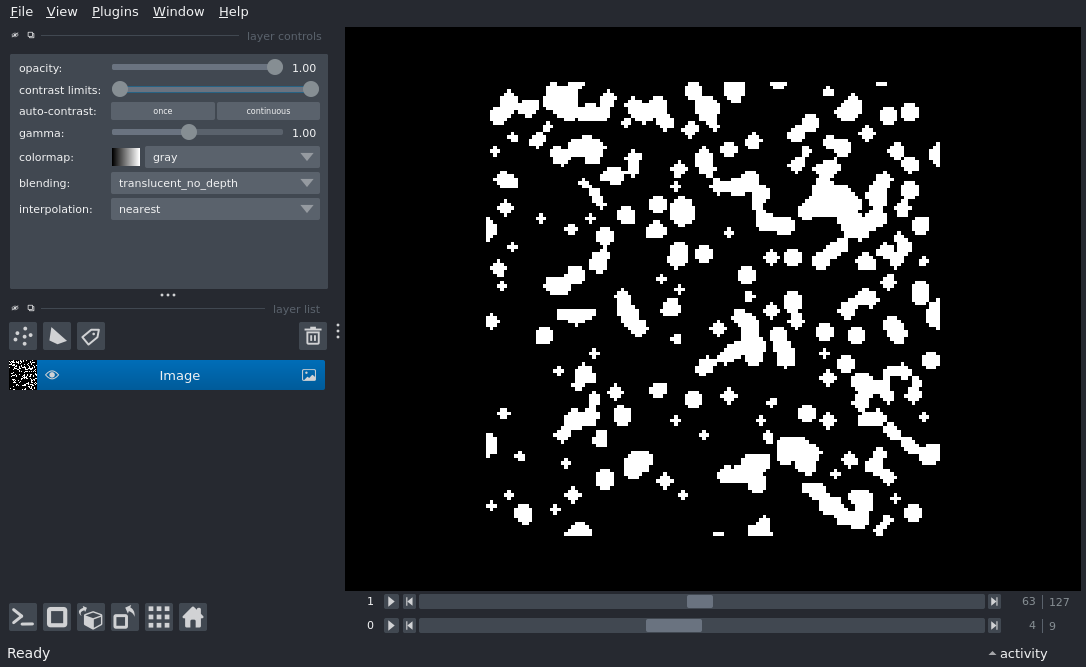 File View Plugins Window Help
layer controls
opacity: 1.00
contrast limits:
auto-contrast: once continuous
gamma: 1.00
colormap: gray
blending: translucent_no_depth
interpolation: nearest
layer list
Image
1 63 127
0 4 9
Ready activity